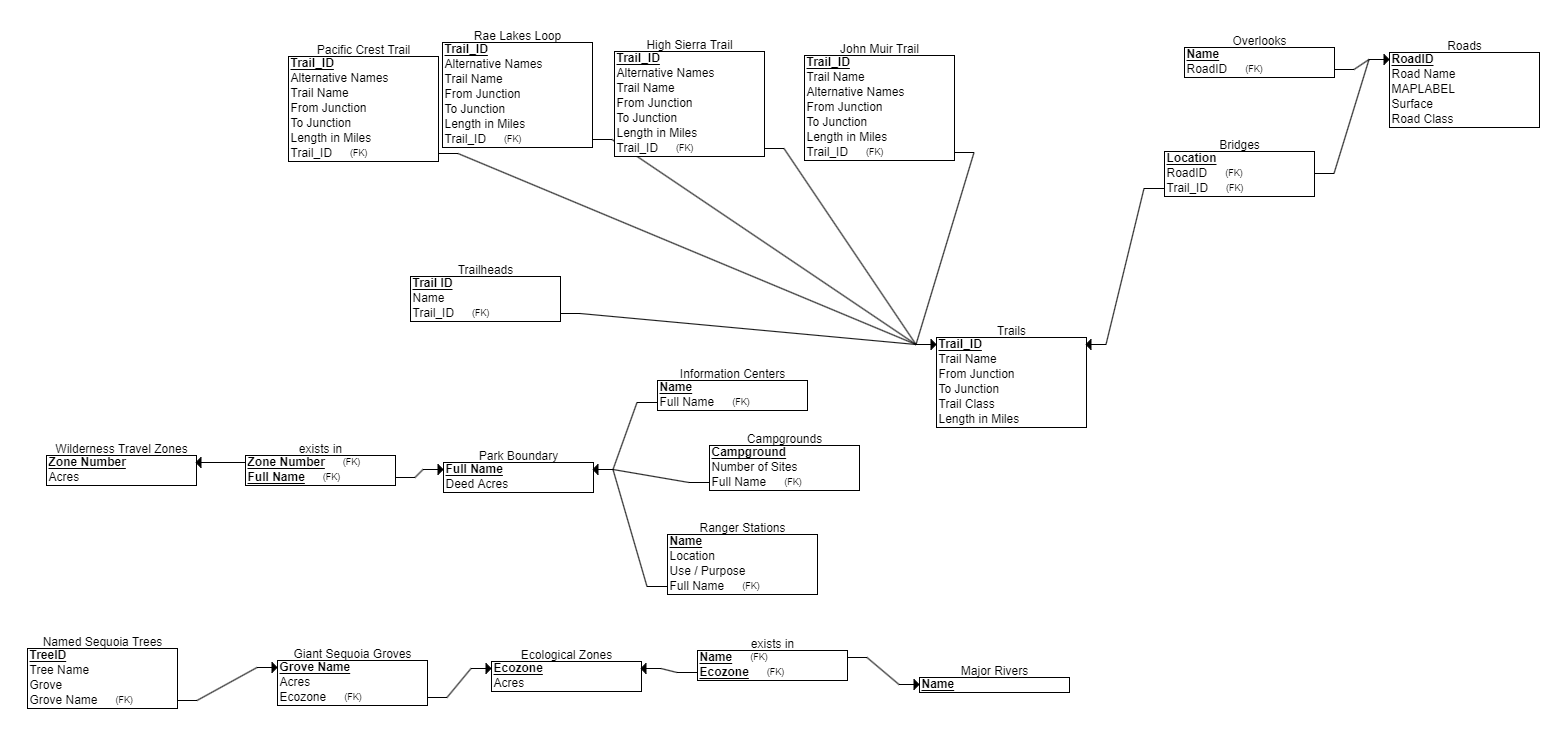 Pacific Crest Trail
Trail_ID
Alternative Names
Trail Name
From Junction
To Junction
Length in Miles
Trail_ID (FK)
Rae Lakes Loop
Trail_ID
Alternative Names
Trail Name
From Junction
To Junction
Length in Miles
Trail_ID (FK)
High Sierra Trail
Trail_ID
Alternative Names
Trail Name
From Junction
To Junction
Length in Miles
Trail_ID (FK)
John Muir Trail
Trail_ID
Trail Name
Alternative Names
From Junction
To Junction
Length in Miles
Trail_ID (FK)
Overlooks
Name
RoadID (FK)
Roads
RoadID
Road Name
MAPLABEL
Surface
Road Class
Bridges
Location
RoadID (FK)
Trail_ID (FK)
Trailheads
Trail ID
Name
Trail_ID (FK)
Trails
Trail_ID
Trail Name
From Junction
To Junction
Trail Class
Length in Miles
Information Centers
Name
Full Name (FK)
Wilderness Travel Zones
Zone Number
Acres
exists in
Zone Number (FK)
Full Name (FK)
Park Boundary
Full Name
Deed Acres
Campgrounds
Campground
Number of Sites
Full Name (FK)
Ranger Stations
Name
Location
Use / Purpose
Full Name (FK)
Named Sequoia Trees
TreeID
Tree Name
Grove
Grove Name (FK)
Giant Sequoia Groves
Grove Name
Acres
Ecozone (FK)
Ecological Zones
Ecozone
Acres
exists in
Name (FK)
Ecozone (FK)
Major Rivers
Name